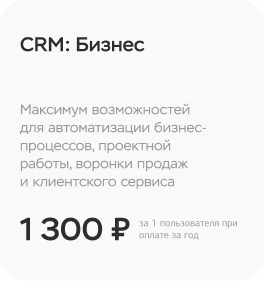 CRM: Бизнес
Максимум возможностей
для автоматизации бизнес-
процессов, проектной
работы, воронки продаж
и клиентского сервиса
1 300 ₽ за 1 пользователя при
оплате за год